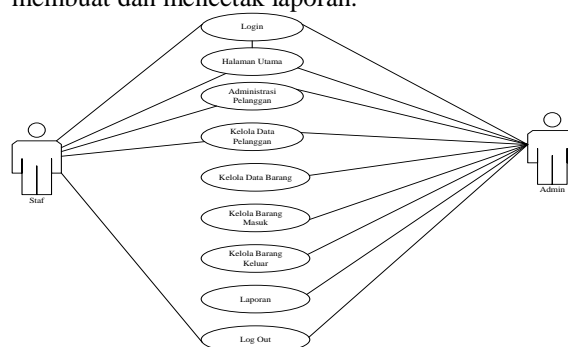 membuat dan mencetak laporan.
Login
Halaman Utama
Administrasi
Pelanggan
Kelola Data
Pelanggan
Kelola Data Barang
Kelola Barang
Masuk
Kelola Barang
Keluar
Laporan
Log Out
Staf
Admin